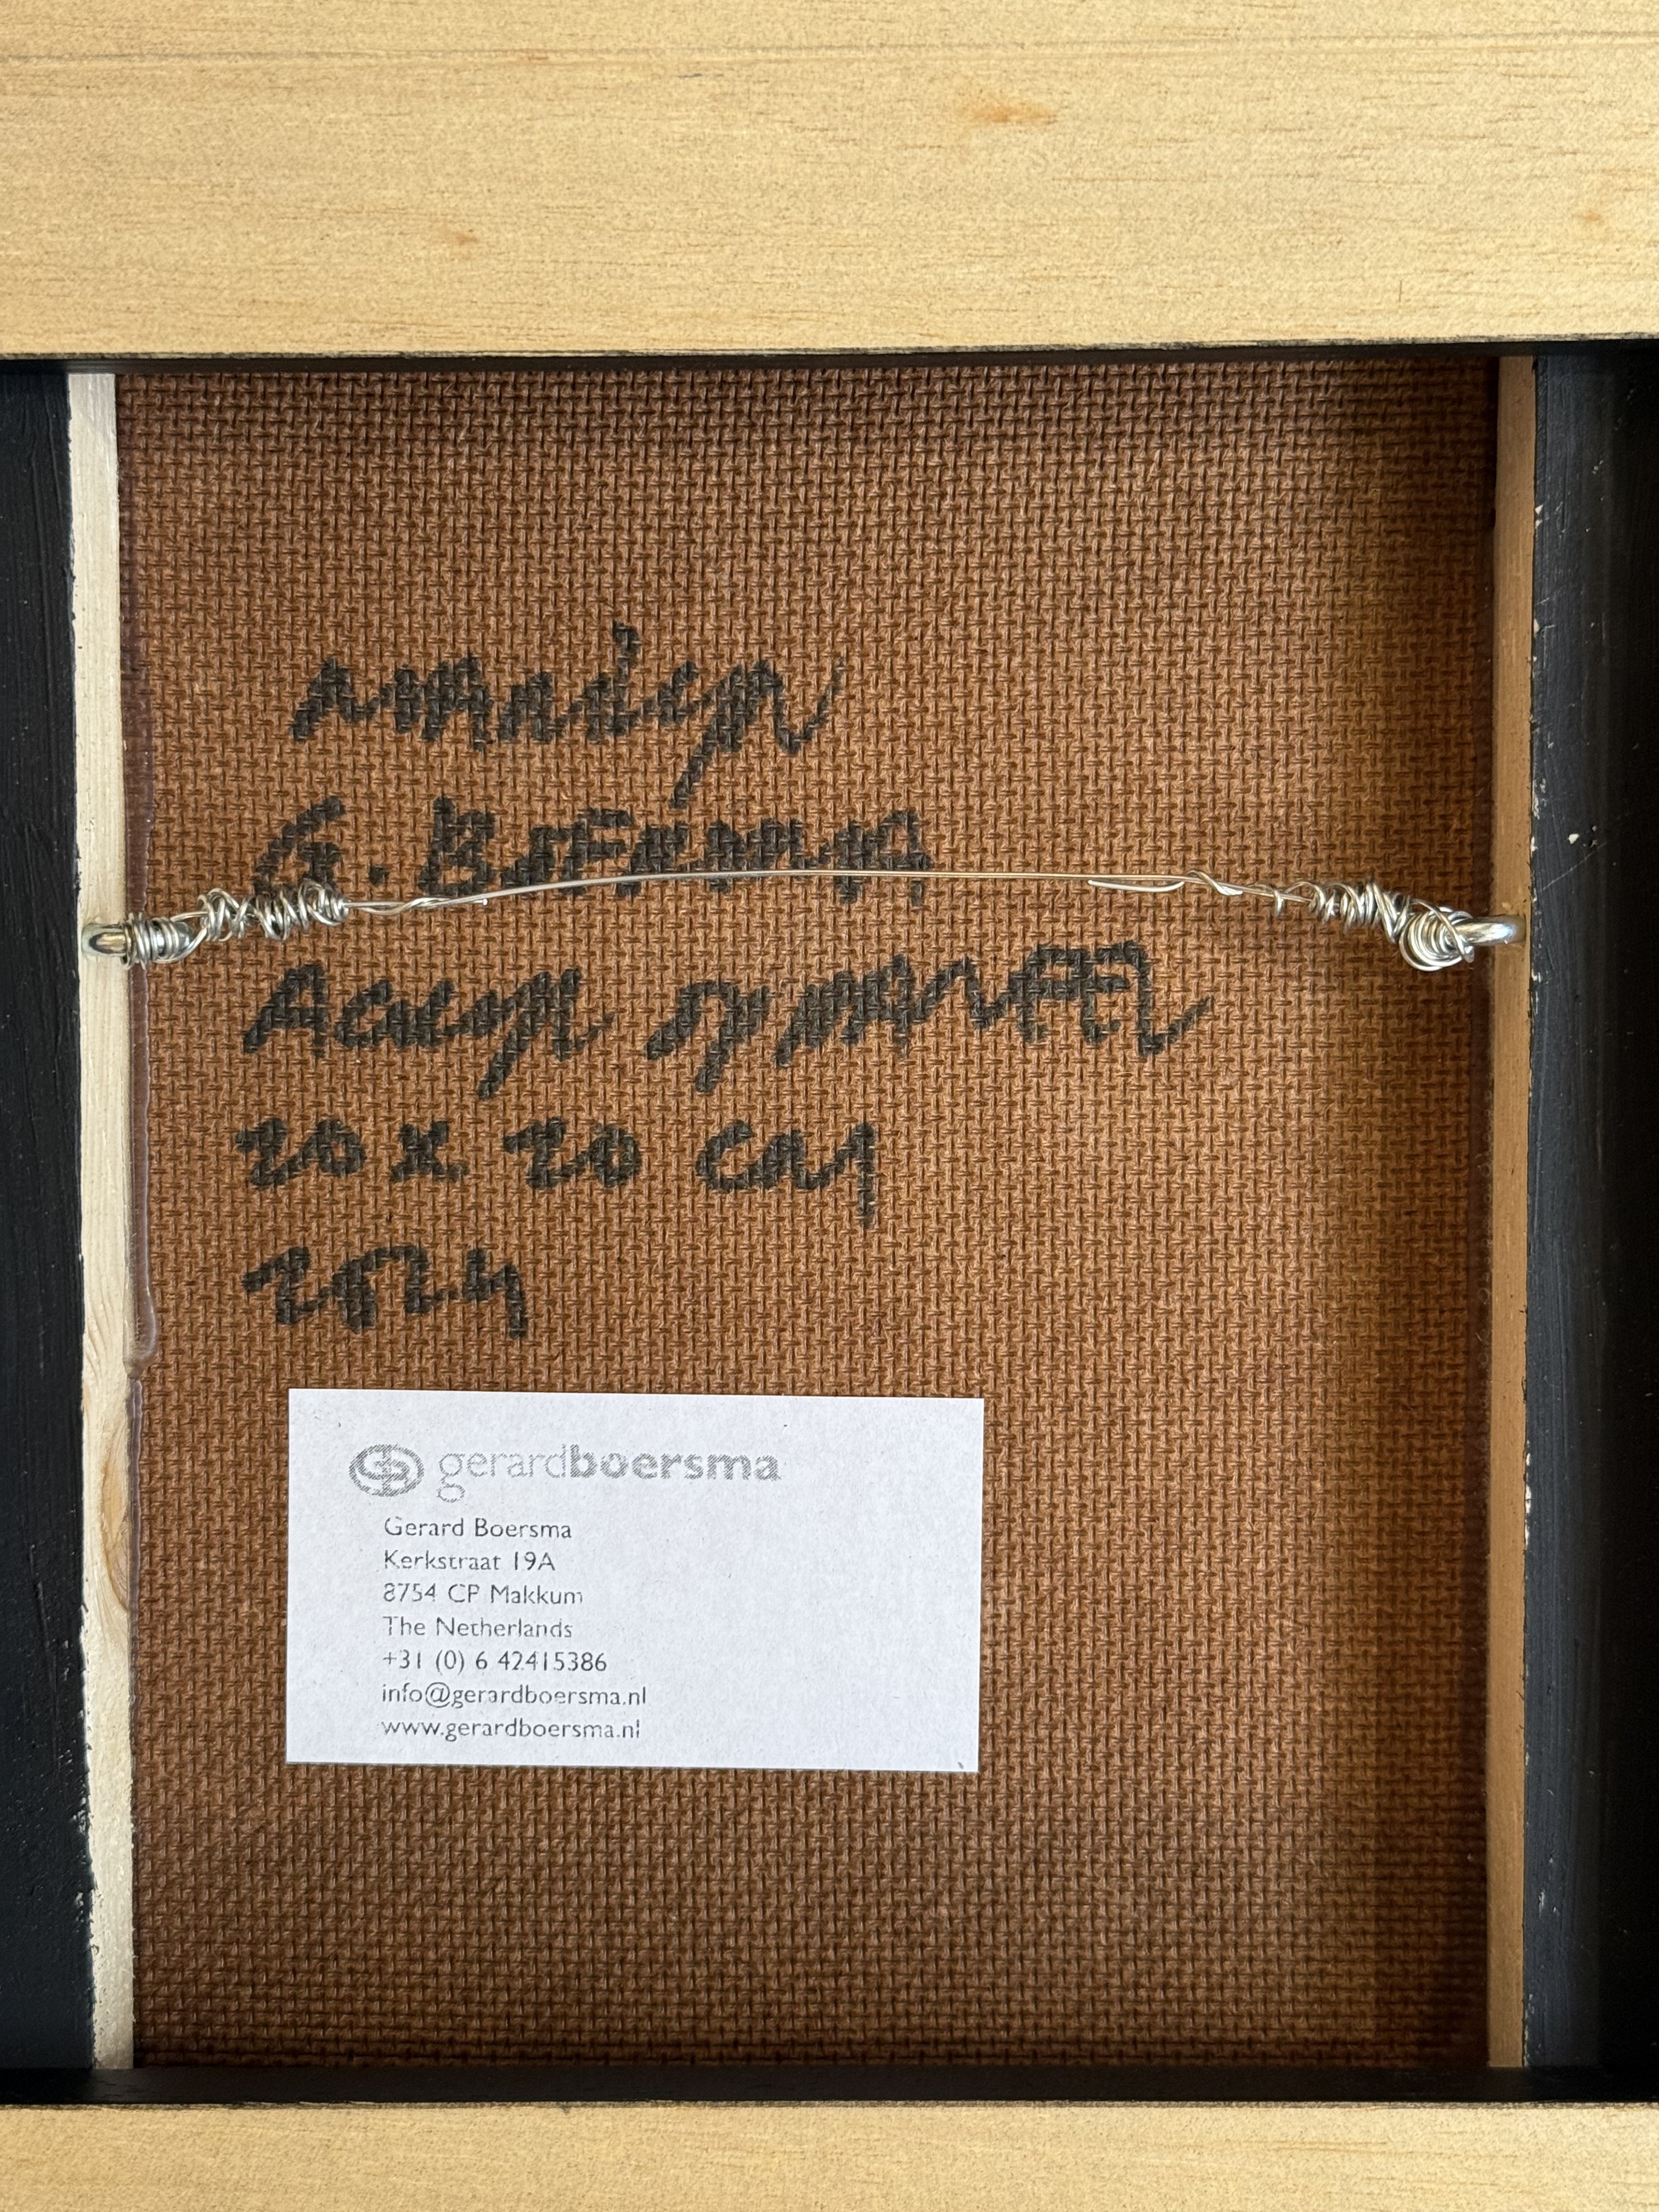 G. Boersma
Acryl op paneel
20 x 20 cm
2024
gerardboersma
Gerard Boersma
Kerkstraat 19A
8754 CP Makkum
The Netherlands
+31 (0) 6 42415386
info@gerardboersma.nl
www.gerardboersma.nl